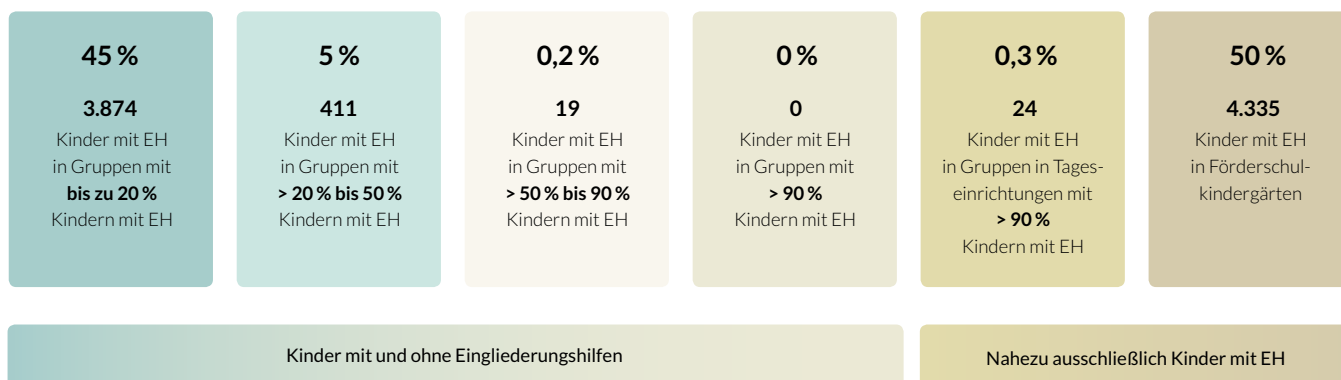 45 %
3.874
Kinder mit EH
in Gruppen mit
bis zu 20 %
Kindern mit EH
5 %
411
Kinder mit EH
in Gruppen mit
> 20 % bis 50 %
Kindern mit EH
0,2 %
19
Kinder mit EH
in Gruppen mit
> 50 % bis 90 %
Kindern mit EH
0 %
0
Kinder mit EH
in Gruppen mit
> 90 %
Kindern mit EH
0,3 %
24
Kinder mit EH
in Gruppen in Tages-
einrichtungen mit
> 90 %
Kindern mit EH
50 %
4.335
Kinder mit EH
in Förderschul-
kindergärten
Kinder mit und ohne Eingliederungshilfen
Nahezu ausschließlich Kinder mit EH